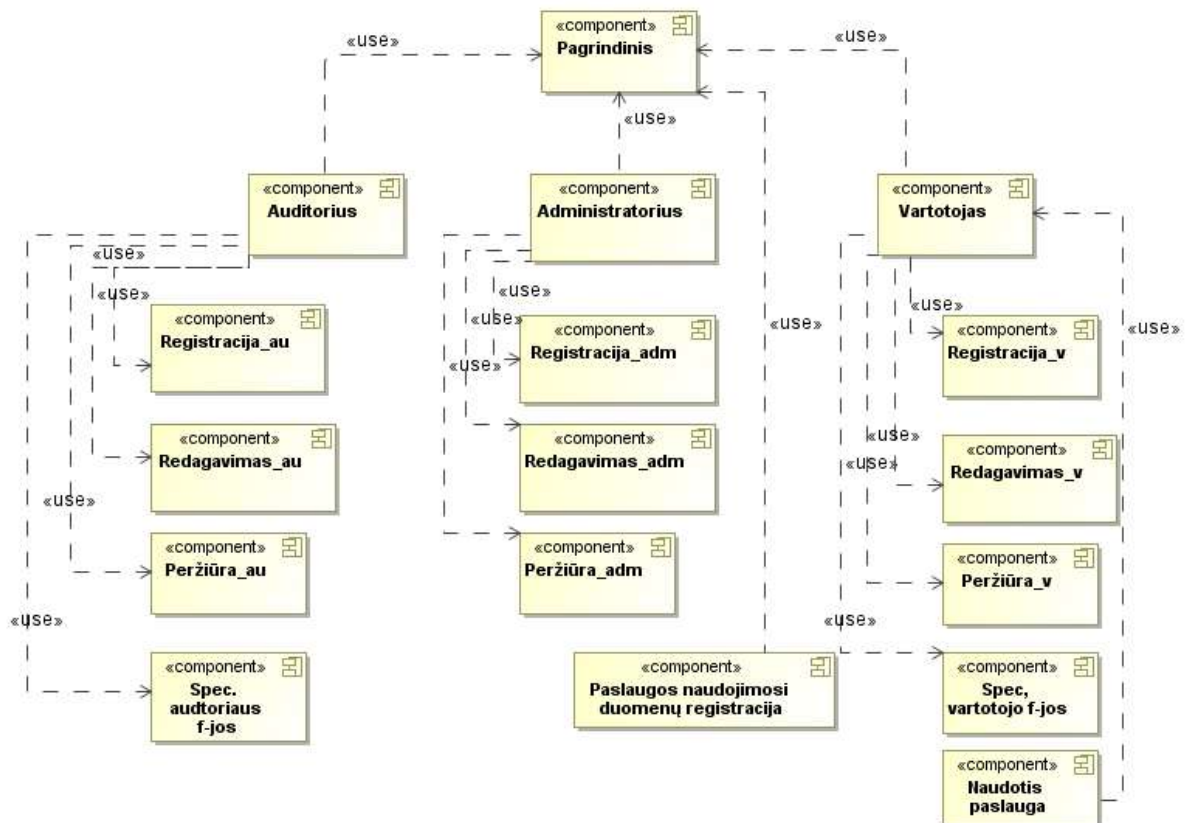 «component»
Pagrindinis
«use»
«use»
«use»
«component»
Auditorius
«component»
Administratorius
«component»
Vartotojas
«use»
«use»
«use»
«use»
«component»
Registracija_au
«use»
«use»
«use»
«component»
Registracija_adm
«use»
«use»
«use»
«component»
Registracija_v
«component»
Redagavimas_au
«component»
Redagavimas_adm
«use»
«use»
«component»
Redagavimas_v
«component»
Peržiūra_au
«component»
Peržiūra_adm
«component»
Peržiūra_v
«use»
«use»
«component»
Spec.
audtoriaus
f-jos
«component»
Paslaugos naudojimosi
duomenų registracija
«component»
Spec,
vartotojo f-jos
«component»
Naudotis
paslauga